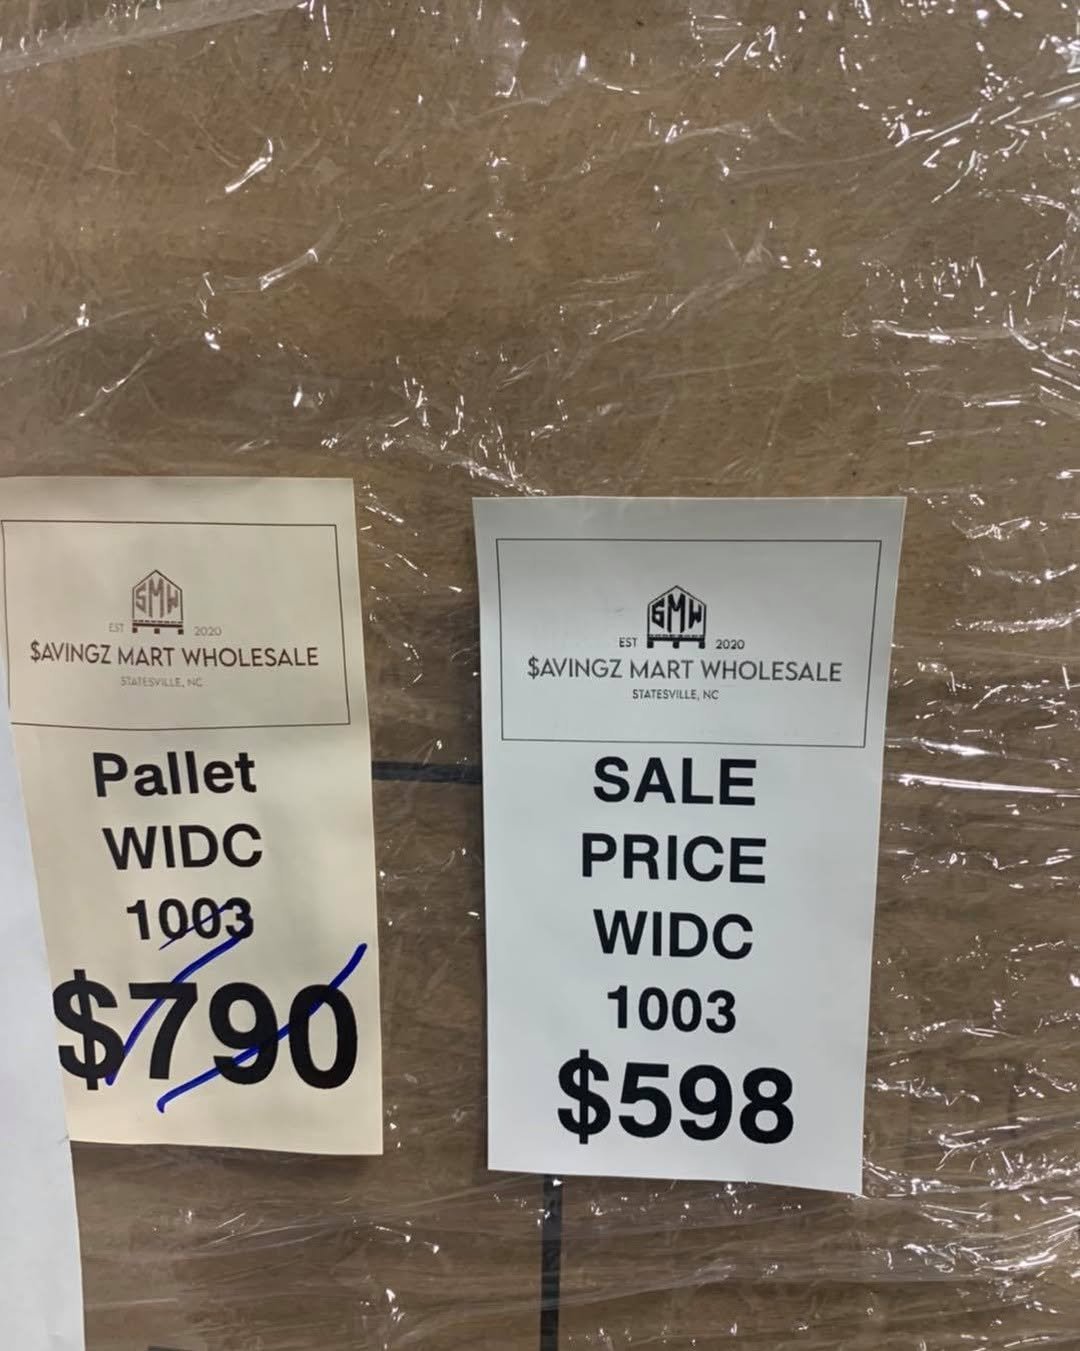 SMW
EST 2020
$AVINGZ MART WHOLESALE
STATESVILLE, NC
Pallet
WIDC
1003
$790
SMW
EST 2020
$AVINGZ MART WHOLESALE
STATESVILLE, NC
SALE
PRICE
WIDC
1003
$598